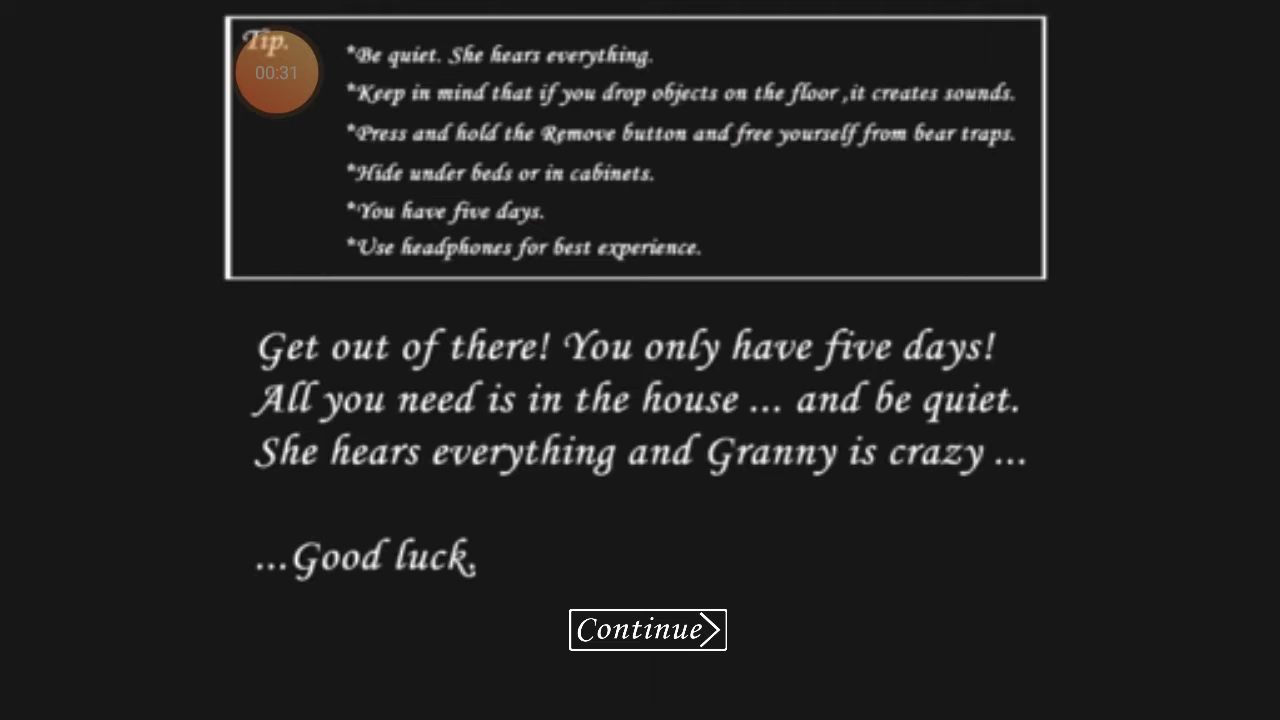 Tip.
00:31
*Be quiet. She hears everything.
*Keep in mind that if you drop objects on the floor ,it creates sounds.
*Press and hold the Remove button and free yourself from bear traps.
*Hide under beds or in cabinets.
*You have five days.
*Use headphones for best experience.
Get out of there! You only have five days!
All you need is in the house ... and be quiet.
She hears everything and Granny is crazy ...
...Good luck.
Continue